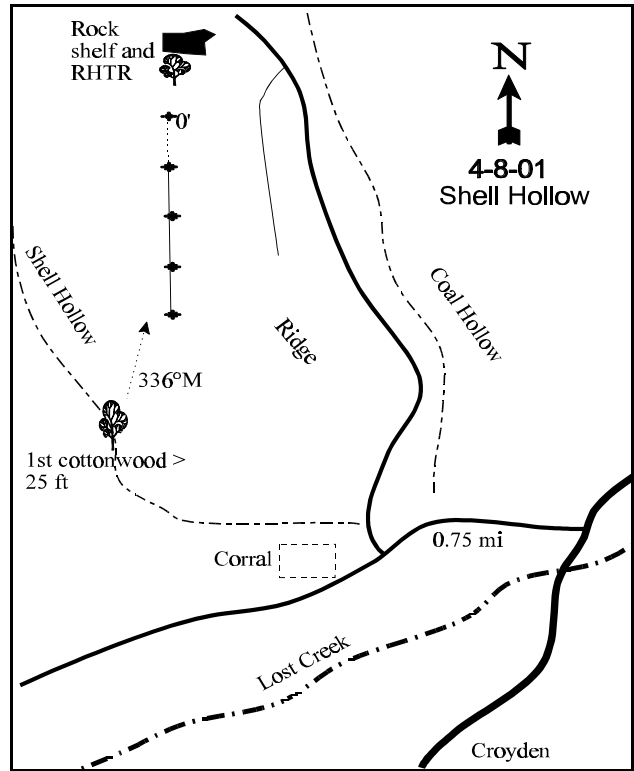 Rock
shelf and
RHTR
N
0'
4-8-01
Shell Hollow
Shell Hollow
Coal Hollow
Ridge
336°M
1st cottonwood >
25 ft
0.75 mi
Corral
Lost Creek
Croyden